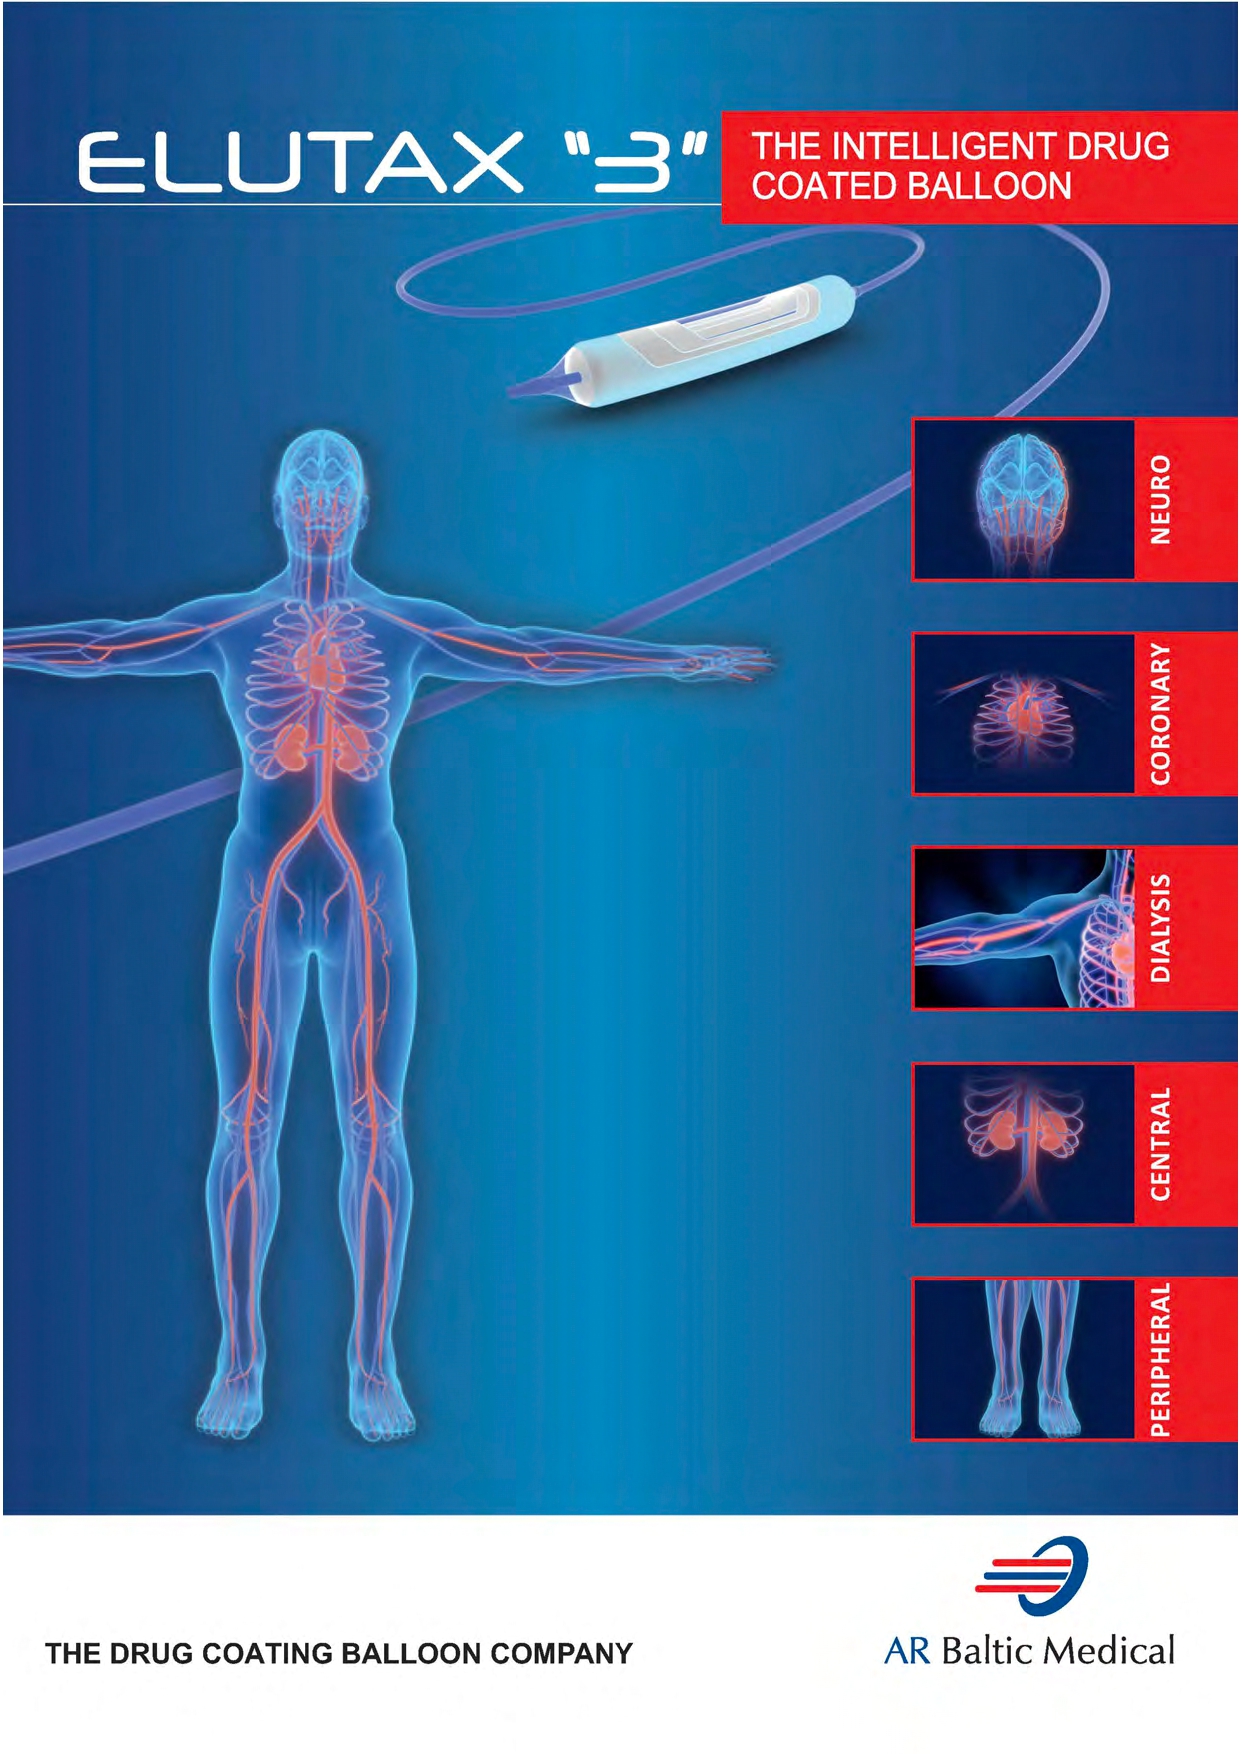 ELUTAX "3"
THE INTELLIGENT DRUG
COATED BALLOON
NEURO
CORONARY
DIALYSIS
CENTRAL
PERIPHERAL
THE DRUG COATING BALLOON COMPANY
AR Baltic Medical